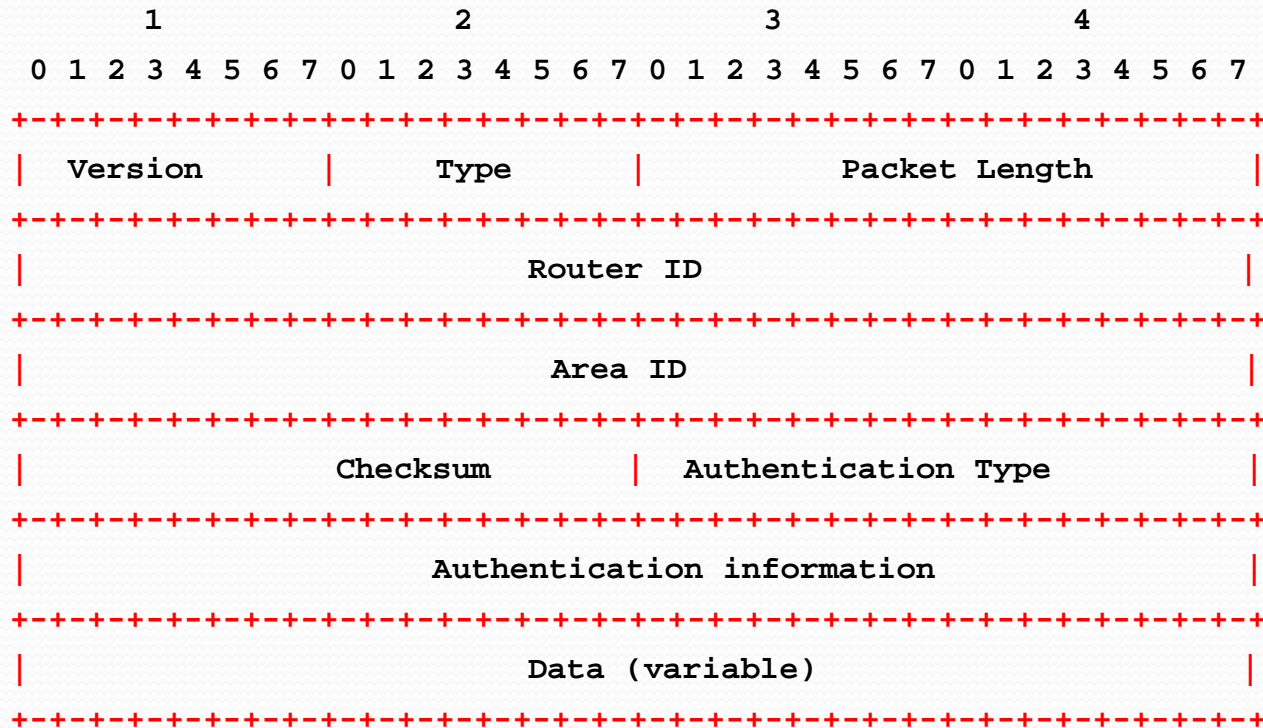 1 2 3 4
0 1 2 3 4 5 6 7 0 1 2 3 4 5 6 7 0 1 2 3 4 5 6 7 0 1 2 3 4 5 6 7
+-+-+-+-+-+-+-+-+-+-+-+-+-+-+-+-+-+-+-+-+-+-+-+-+-+-+-+-+-+-+-+-+
| Version | Type | Packet Length |
+-+-+-+-+-+-+-+-+-+-+-+-+-+-+-+-+-+-+-+-+-+-+-+-+-+-+-+-+-+-+-+-+
| Router ID |
+-+-+-+-+-+-+-+-+-+-+-+-+-+-+-+-+-+-+-+-+-+-+-+-+-+-+-+-+-+-+-+-+
| Area ID |
+-+-+-+-+-+-+-+-+-+-+-+-+-+-+-+-+-+-+-+-+-+-+-+-+-+-+-+-+-+-+-+-+
| Checksum | Authentication Type |
+-+-+-+-+-+-+-+-+-+-+-+-+-+-+-+-+-+-+-+-+-+-+-+-+-+-+-+-+-+-+-+-+
| Authentication information |
+-+-+-+-+-+-+-+-+-+-+-+-+-+-+-+-+-+-+-+-+-+-+-+-+-+-+-+-+-+-+-+-+
| Data (variable) |
+-+-+-+-+-+-+-+-+-+-+-+-+-+-+-+-+-+-+-+-+-+-+-+-+-+-+-+-+-+-+-+-+